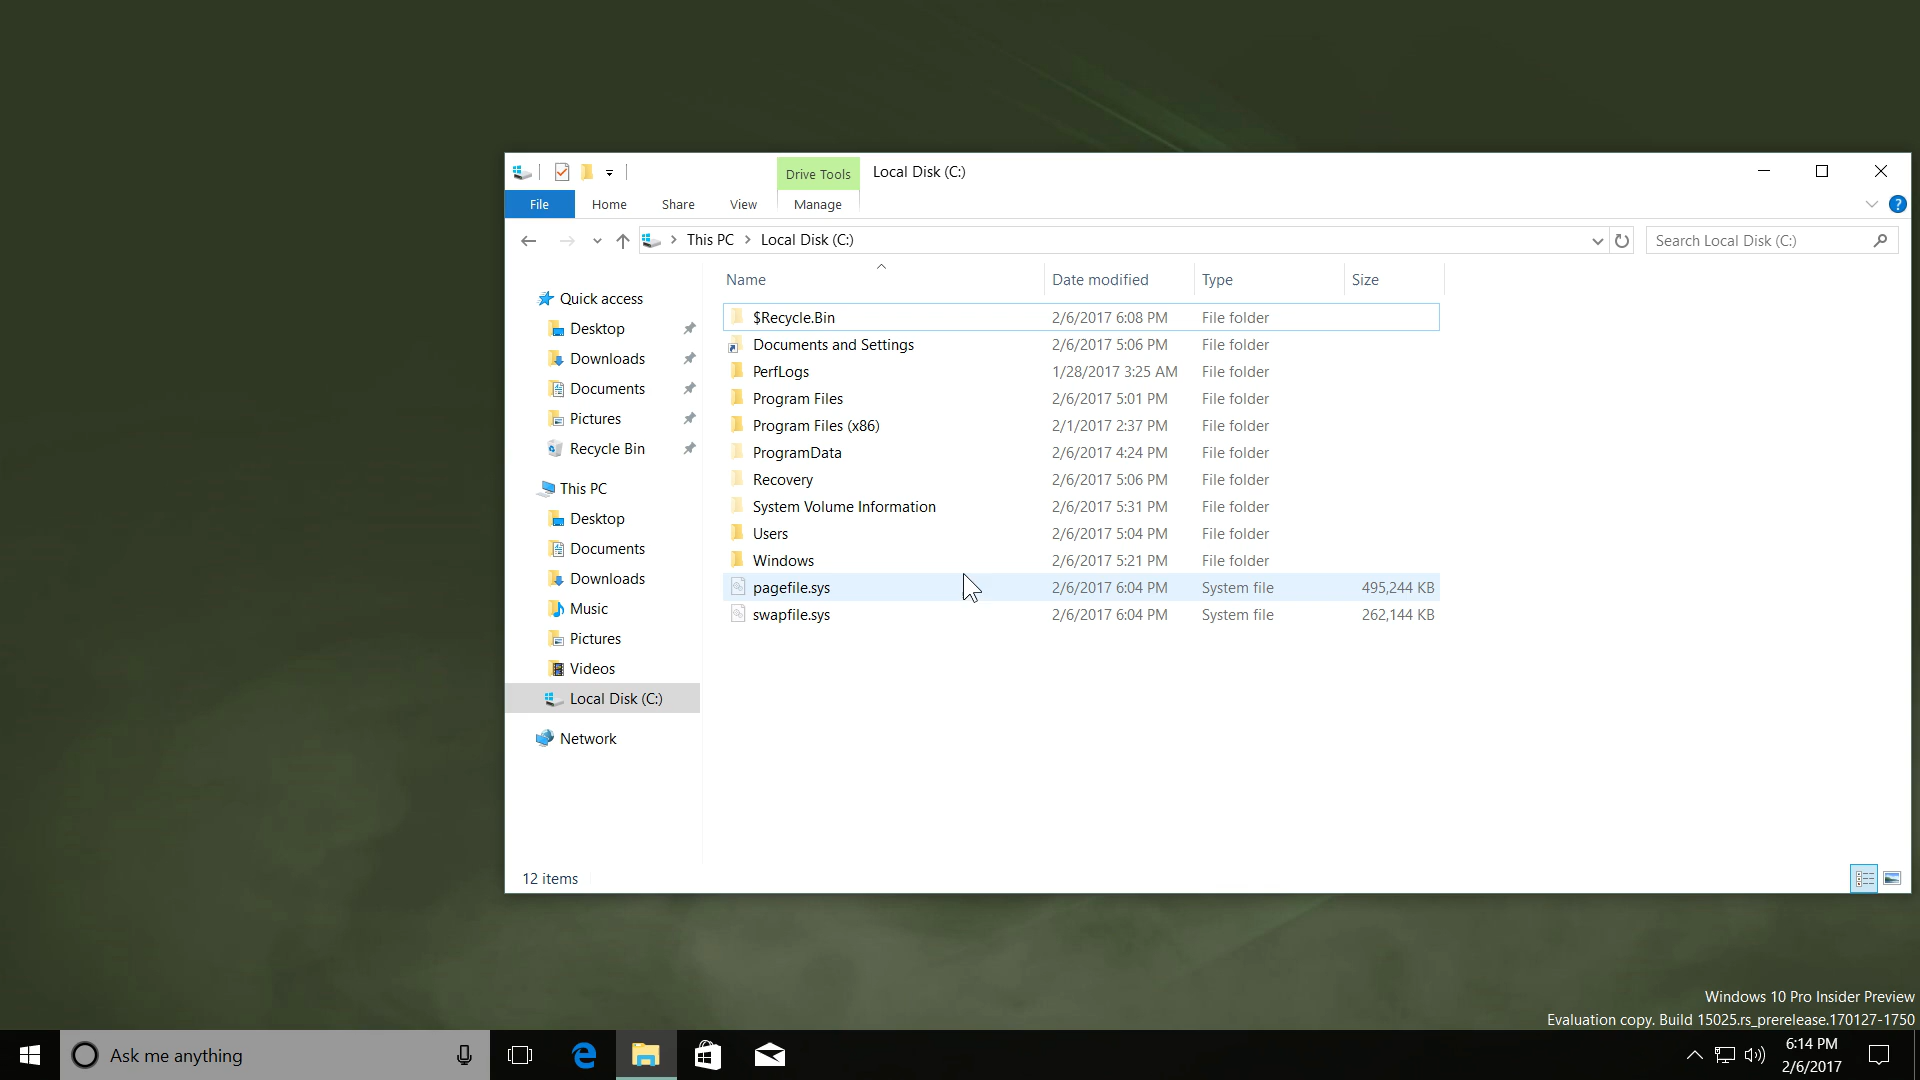 Drive Tools
Local Disk (C:)
File
Home
Share
View
Manage
?
This PC > Local Disk (C:)
Search Local Disk (C:)
Name
Date modified
Type
Size
Quick access
Desktop
Downloads
Documents
Pictures
Recycle Bin
This PC
Desktop
Documents
Downloads
Music
Pictures
Videos
Local Disk (C:)
Network
$Recycle.Bin 2/6/2017 6:08 PM File folder
Documents and Settings 2/6/2017 5:06 PM File folder
PerfLogs 1/28/2017 3:25 AM File folder
Program Files 2/6/2017 5:01 PM File folder
Program Files (x86) 2/1/2017 2:37 PM File folder
ProgramData 2/6/2017 4:24 PM File folder
Recovery 2/6/2017 5:06 PM File folder
System Volume Information 2/6/2017 5:31 PM File folder
Users 2/6/2017 5:04 PM File folder
Windows 2/6/2017 5:21 PM File folder
pagefile.sys 2/6/2017 6:04 PM System file 495,244 KB
swapfile.sys 2/6/2017 6:04 PM System file 262,144 KB
12 items
Windows 10 Pro Insider Preview
Evaluation copy. Build 15025.rs_prerelease.170127-1750
Ask me anything
6:14 PM
2/6/2017